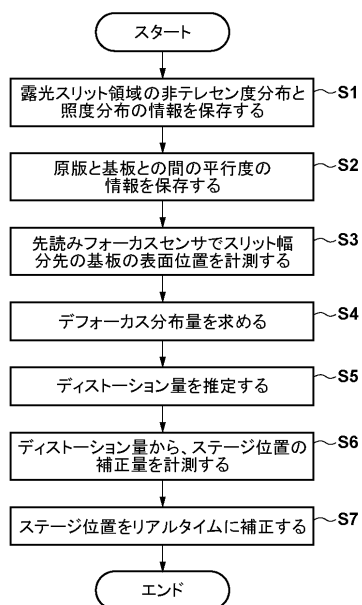 スタート
露光スリット領域の非テレセン度分布と
照度分布の情報を保存する
S1
原版と基板との間の平行度の
情報を保存する
S2
先読みフォーカスセンサでスリット幅
分先の基板の表面位置を計測する
S3
デフォーカス分布量を求める
S4
ディストーション量を推定する
S5
ディストーション量から、ステージ位置の
補正量を計測する
S6
ステージ位置をリアルタイムに補正する
S7
エンド